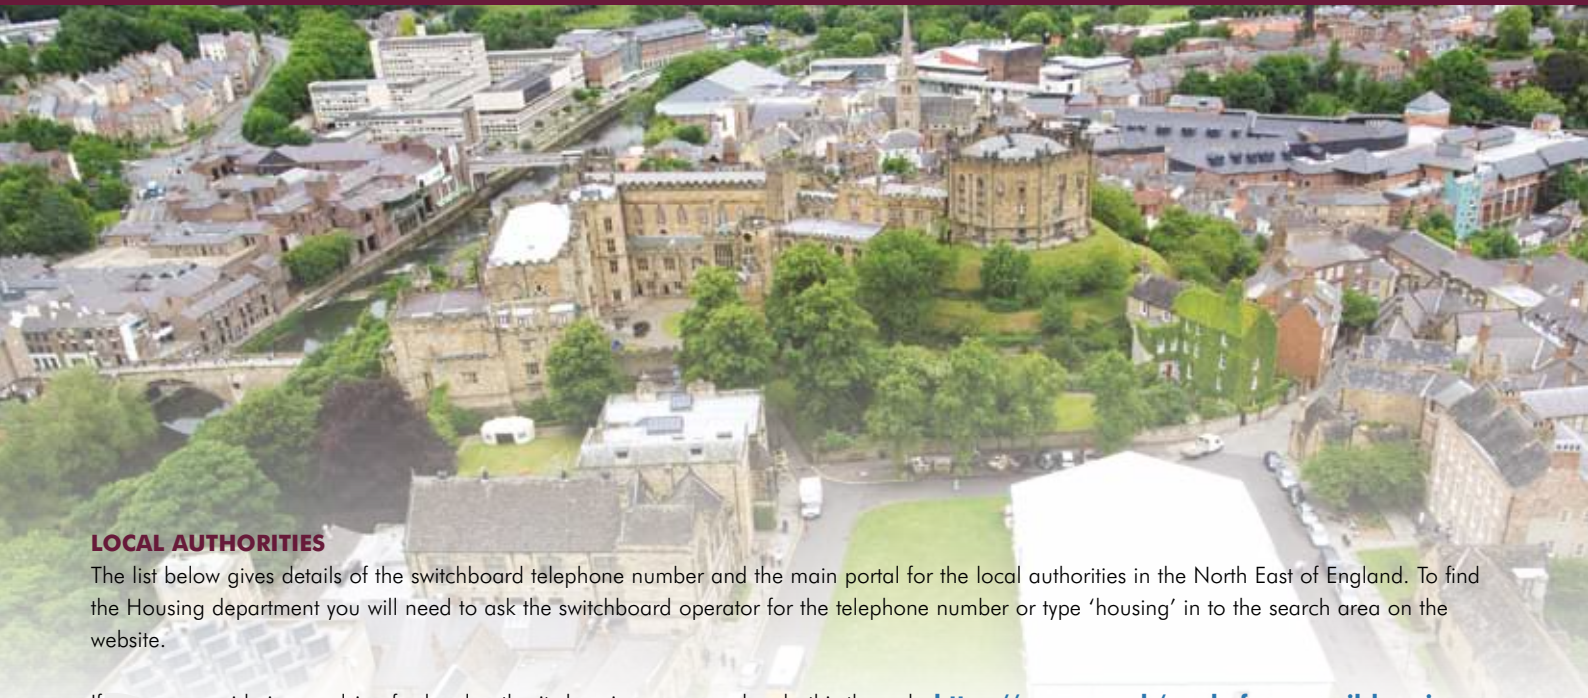 LOCAL AUTHORITIES
The list below gives details of the switchboard telephone number and the main portal for the local authorities in the North East of England. To find
the Housing department you will need to ask the switchboard operator for the telephone number or type ‘housing’ in to the search area on the
website.